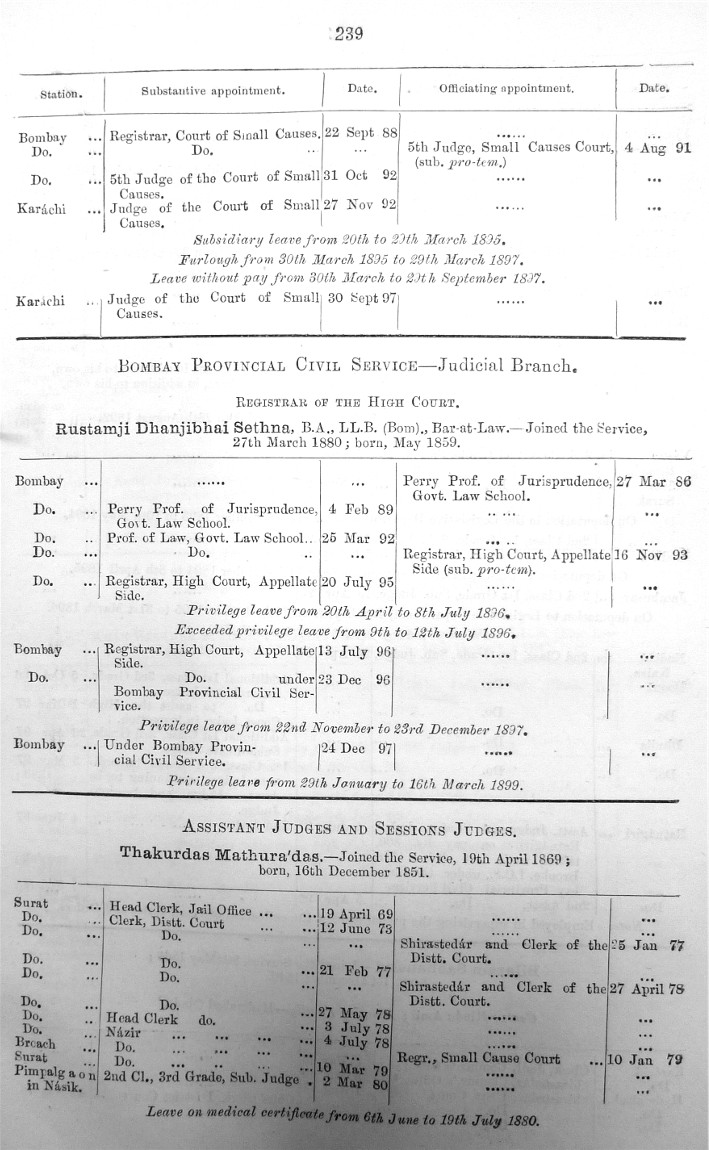 239
Station. Substantive appointment. Date. Officiating appointment. Date.
Bombay ... Registrar, Court of Small Causes. 22 Sept 88 ...... ...
Do. ... Do. .. ... 5th Judge, Small Causes Court, 4 Aug 91
(sub. pro-tem.)
Do. ... 5th Judge of the Court of Small 31 Oct 92 ...... ...
Causes.
Karáchi ... Judge of the Court of Small 27 Nov 92 ...... ...
Causes.
Subsidiary leave from 20th to 29th March 1895.
Furlough from 30th March 1895 to 29th March 1897.
Leave without pay from 30th March to 29th September 1897.
Karáchi .. Judge of the Court of Small 30 Sept 97 ...... ...
Causes.
BOMBAY PROVINCIAL CIVIL SERVICE—Judicial Branch.
REGISTRAR OF THE HIGH COURT.
Rustamji Dhanjibhai Sethna, B.A., LL.B. (Bom)., Bar-at-Law.—Joined the Service,
27th March 1880; born, May 1859.
Bombay ... ...... ... Perry Prof. of Jurisprudence, 27 Mar 86
Govt. Law School.
Do. ... Perry Prof. of Jurisprudence, 4 Feb 89 ...... ...
Govt. Law School.
Do. .. Prof. of Law, Govt. Law School.. 25 Mar 92 ...... ...
Do. ... Do. .. ... Registrar, High Court, Appellate 16 Nov 93
Side (sub. pro-tem).
Do. ... Registrar, High Court, Appellate 20 July 95 ...... ...
Side.
Privilege leave from 20th April to 8th July 1896.
Exceeded privilege leave from 9th to 12th July 1896.
Bombay ... Registrar, High Court, Appellate 13 July 96 ...... ...
Side.
Do. ... Do. under 23 Dec 96 ...... ...
Bombay Provincial Civil Ser-
vice.
Privilege leave from 22nd November to 23rd December 1897.
Bombay ... Under Bombay Provin- 24 Dec 97 ...... ...
cial Civil Service.
Privilege leave from 29th January to 16th March 1899.
ASSISTANT JUDGES AND SESSIONS JUDGES.
Thakurdas Mathura'das.—Joined the Service, 19th April 1869;
born, 16th December 1851.
Surat ... Head Clerk, Jail Office ... ... 19 April 69 ...... ...
Do. ... Clerk, Distt. Court ... ... 12 June 73 ...... ...
Do. ... Do. ... ... Shirastedár and Clerk of the 25 Jan 77
Distt. Court.
Do. ... Do. ... 21 Feb 77 ...... ...
Do. ... Do. ... ... Shirastedár and Clerk of the 27 April 78
Distt. Court.
Do. ... Do. ... 27 May 78 ...... ...
Do. .. Head Clerk do. ... 3 July 78 ...... ...
Do. ... Názir ... ... ... ... 4 July 78 ...... ...
Broach ... Do. ... ... ... ... ... Regr., Small Cause Court ... 10 Jan 79
Surat ... Do. ... .. ... ... 10 Mar 79 ...... ...
Pimpalgaon 2nd Cl., 3rd Grade, Sub. Judge . 2 Mar 80 ...... ...
in Násik.
Leave on medical certificate from 6th June to 19th July 1880.